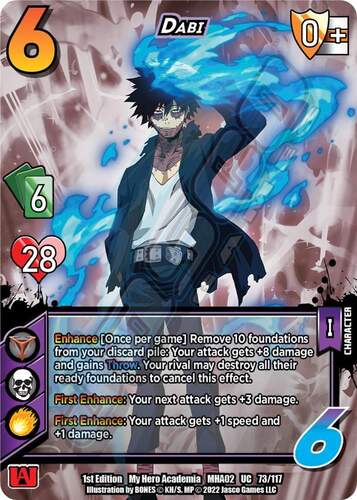 6
DABI
0 +
6
28
I
CHARACTER
Enhance [Once per game] Remove 10 foundations
from your discard pile: Your attack gets +8 damage
and gains Throw. Your rival may destroy all their
ready foundations to cancel this effect.
First Enhance: Your next attack gets +3 damage.
First Enhance: Your attack gets +1 speed and
+1 damage.
6
1st Edition My Hero Academia MHA02 UC 73/117
Illustration by BONES © KH/S. MP © 2022 Jasco Games LLC